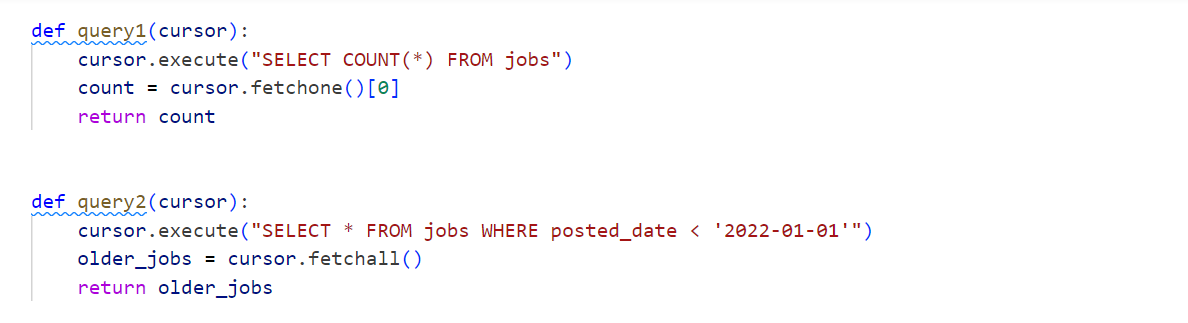 def query1(cursor):
    cursor.execute("SELECT COUNT(*) FROM jobs")
    count = cursor.fetchone()[0]
    return count
def query2(cursor):
    cursor.execute("SELECT * FROM jobs WHERE posted_date < '2022-01-01'")
    older_jobs = cursor.fetchall()
    return older_jobs